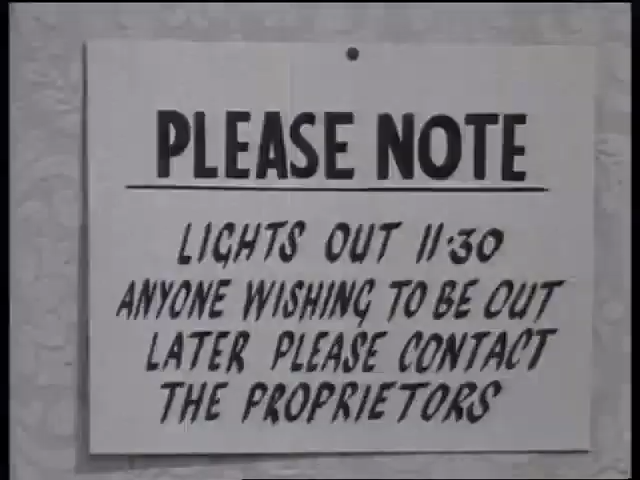 PLEASE NOTE
LIGHTS OUT 11:30
ANYONE WISHING TO BE OUT
LATER PLEASE CONTACT
THE PROPRIETORS